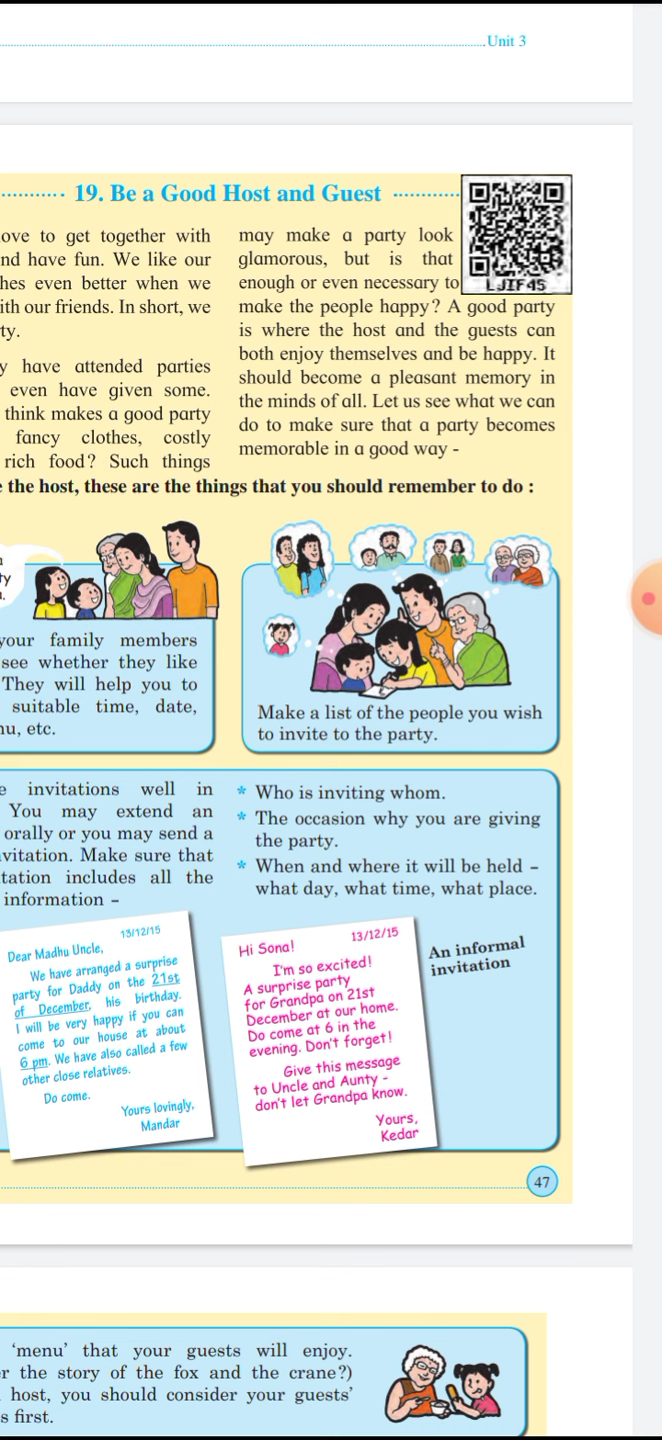 Unit 3
19. Be a Good Host and Guest
ove to get together with
nd have fun. We like our
hes even better when we
ith our friends. In short, we
ty.
y have attended parties
even have given some.
think makes a good party
fancy clothes, costly
rich food? Such things
may make a party look
glamorous, but is that
enough or even necessary to
make the people happy? A good party
is where the host and the guests can
both enjoy themselves and be happy. It
should become a pleasant memory in
the minds of all. Let us see what we can
do to make sure that a party becomes
memorable in a good way -
LJIF45
e the host, these are the things that you should remember to do :
ty
your family members
see whether they like
They will help you to
suitable time, date,
nu, etc.
Make a list of the people you wish
to invite to the party.
e invitations well in
You may extend an
orally or you may send a
vitation. Make sure that
tation includes all the
information –
* Who is inviting whom.
* The occasion why you are giving
the party.
* When and where it will be held –
what day, what time, what place.
13/12/15
Dear Madhu Uncle,
We have arranged a surprise
party for Daddy on the 21st
of December, his birthday.
I will be very happy if you can
come to our house at about
6 pm. We have also called a few
other close relatives.
Do come.
Yours lovingly,
Mandar
13/12/15
Hi Sona!
I'm so excited!
A surprise party
for Grandpa on 21st
December at our home.
Do come at 6 in the
evening. Don't forget!
Give this message
to Uncle and Aunty -
don't let Grandpa know.
Yours,
Kedar
An informal
invitation
47
'menu' that your guests will enjoy.
r the story of the fox and the crane?)
host, you should consider your guests'
s first.